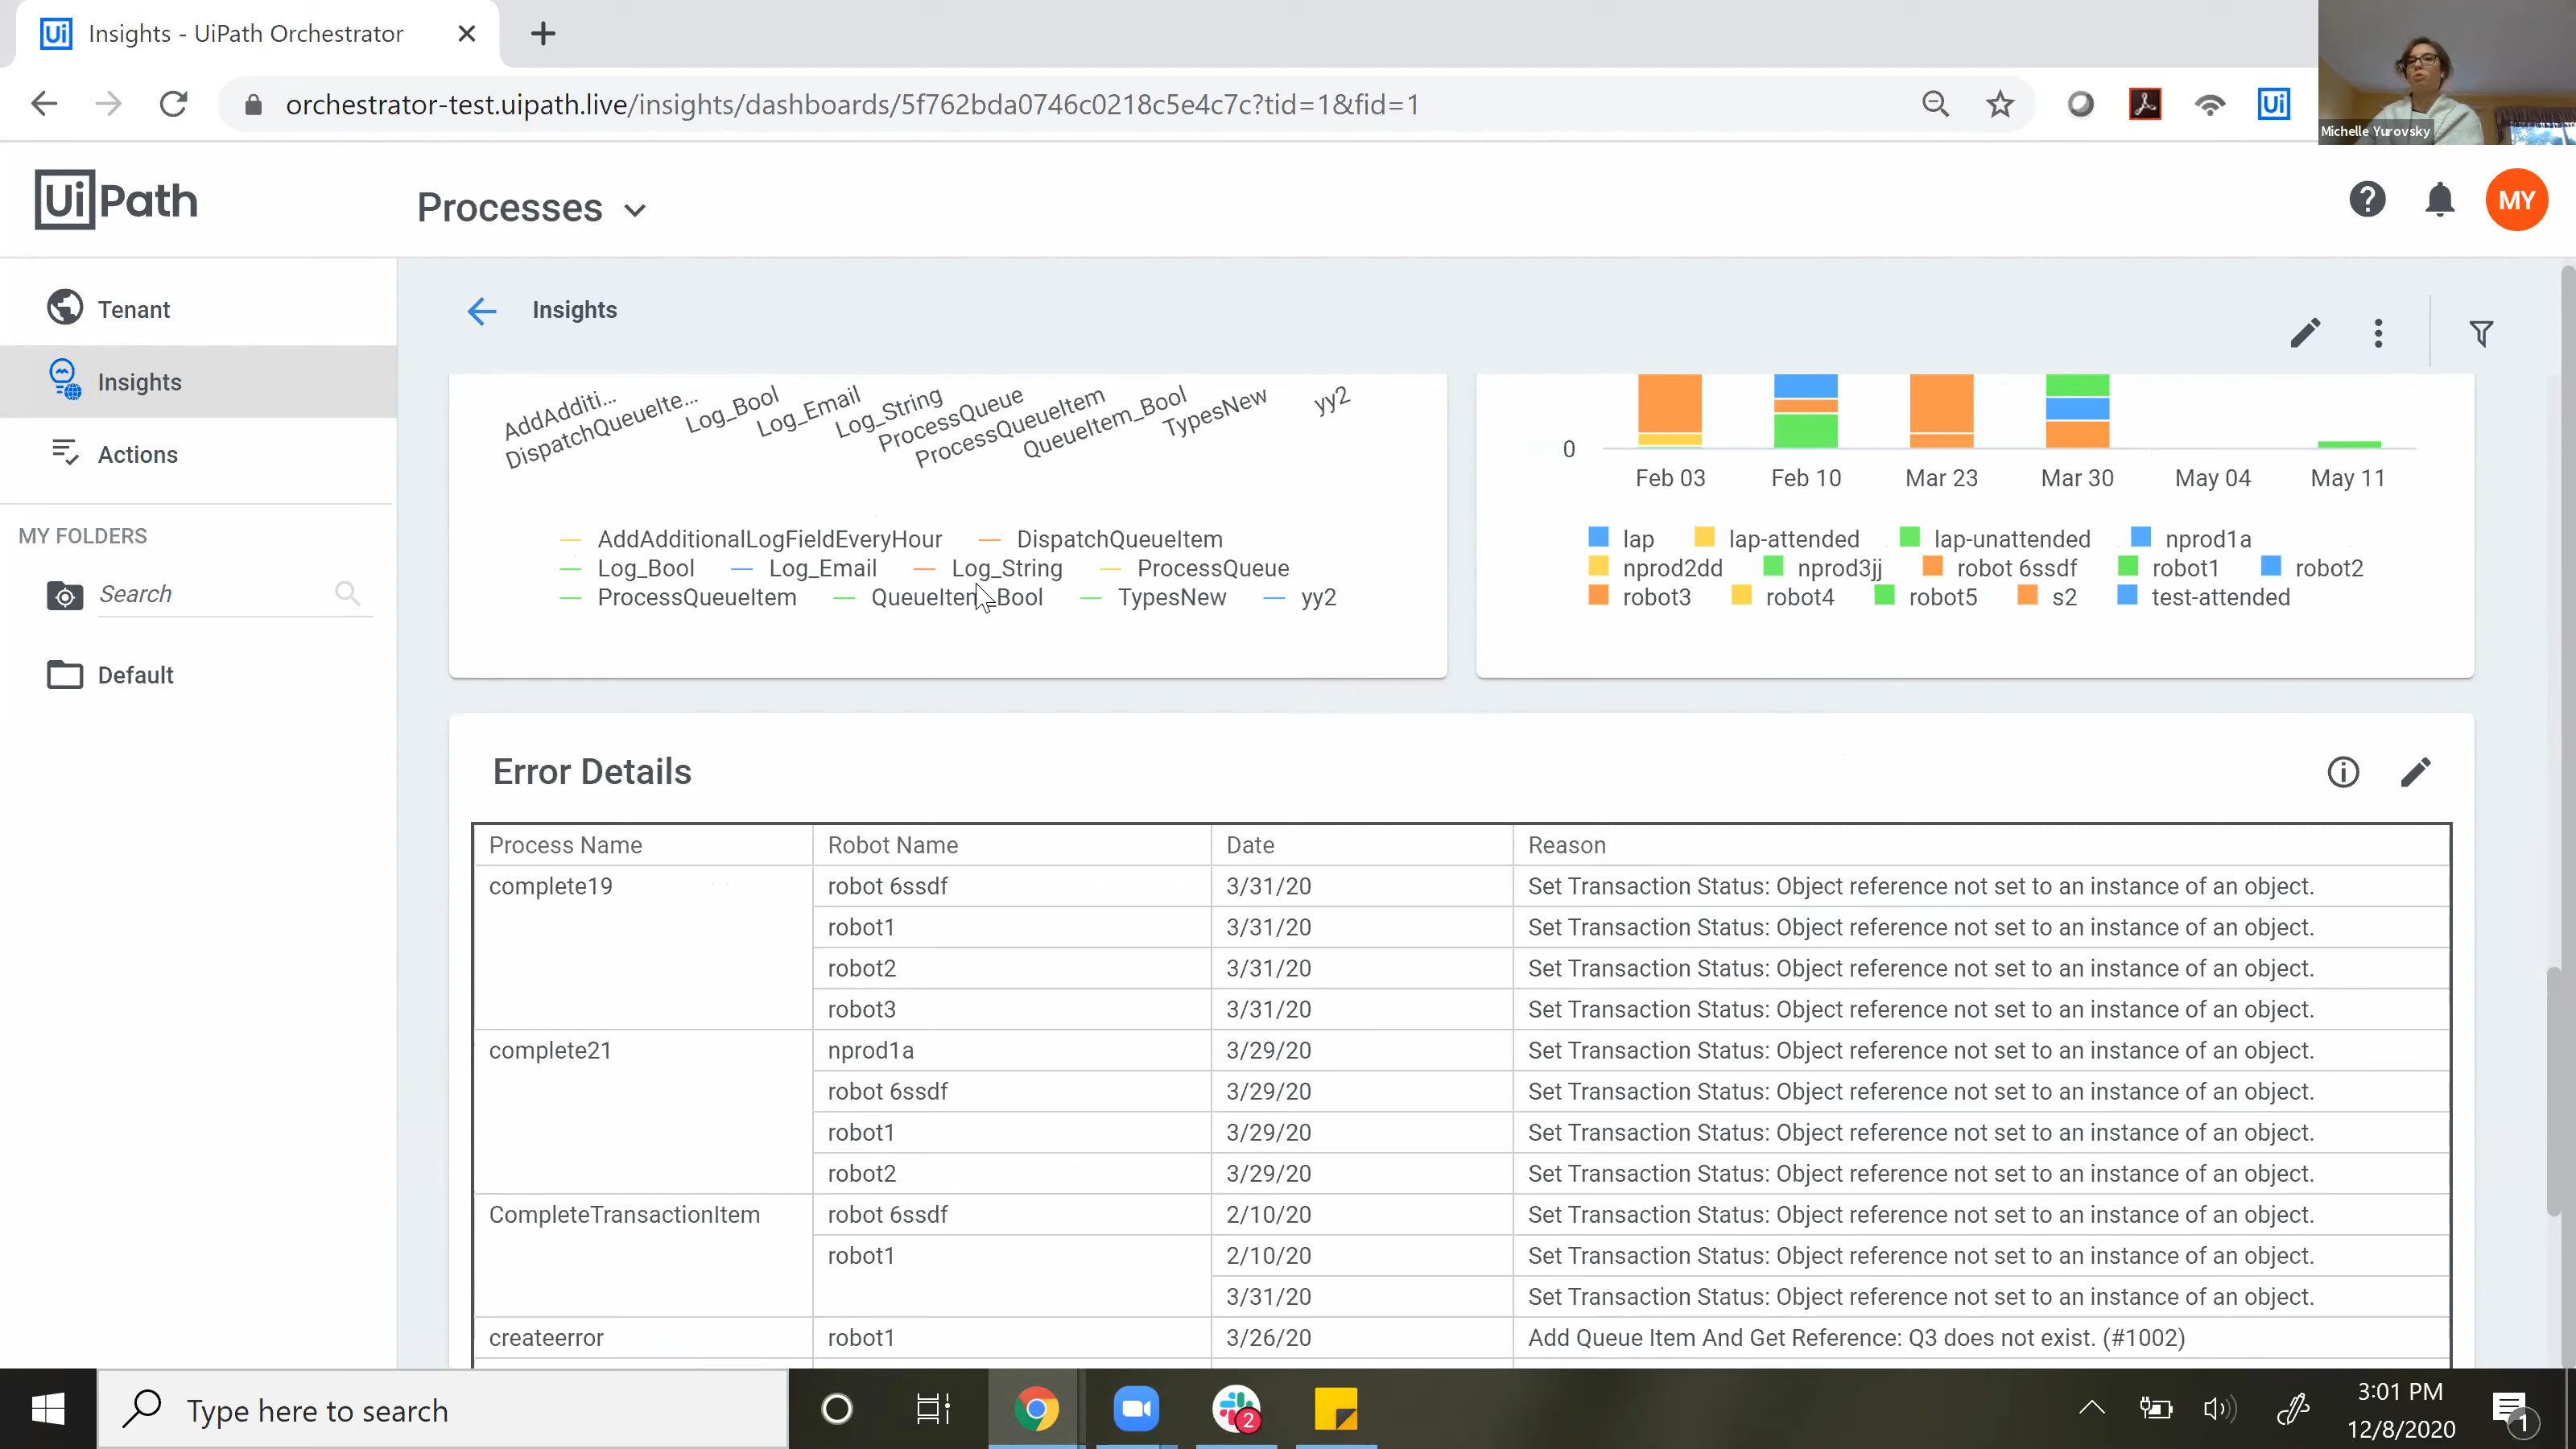 Insights - UiPath Orchestrator
orchestrator-test.uipath.live/insights/dashboards/5f762bda0746c0218c5e4c7c?tid=1&fid=1
Ui
Michelle Yurovsky
UiPath
Processes
MY
Tenant
Insights
Actions
MY FOLDERS
Search
Default
Insights
AddAdditi...
DispatchQueueIte...
Log_Bool
Log_Email
Log_String
ProcessQueue
ProcessQueueItem
QueueItem_Bool
TypesNew
yy2
AddAdditionalLogFieldEveryHour DispatchQueueItem
Log_Bool Log_Email Log_String ProcessQueue
ProcessQueueItem QueueItem_Bool TypesNew yy2
0
Feb 03 Feb 10 Mar 23 Mar 30 May 04 May 11
lap lap-attended lap-unattended nprod1a
nprod2dd nprod3jj robot 6ssdf robot1 robot2
robot3 robot4 robot5 s2 test-attended
Error Details
Process Name Robot Name Date Reason
complete19 robot 6ssdf 3/31/20 Set Transaction Status: Object reference not set to an instance of an object.
robot1 3/31/20 Set Transaction Status: Object reference not set to an instance of an object.
robot2 3/31/20 Set Transaction Status: Object reference not set to an instance of an object.
robot3 3/31/20 Set Transaction Status: Object reference not set to an instance of an object.
complete21 nprod1a 3/29/20 Set Transaction Status: Object reference not set to an instance of an object.
robot 6ssdf 3/29/20 Set Transaction Status: Object reference not set to an instance of an object.
robot1 3/29/20 Set Transaction Status: Object reference not set to an instance of an object.
robot2 3/29/20 Set Transaction Status: Object reference not set to an instance of an object.
CompleteTransactionItem robot 6ssdf 2/10/20 Set Transaction Status: Object reference not set to an instance of an object.
robot1 2/10/20 Set Transaction Status: Object reference not set to an instance of an object.
3/31/20 Set Transaction Status: Object reference not set to an instance of an object.
createerror robot1 3/26/20 Add Queue Item And Get Reference: Q3 does not exist. (#1002)
Type here to search
2
3:01 PM
12/8/2020
1